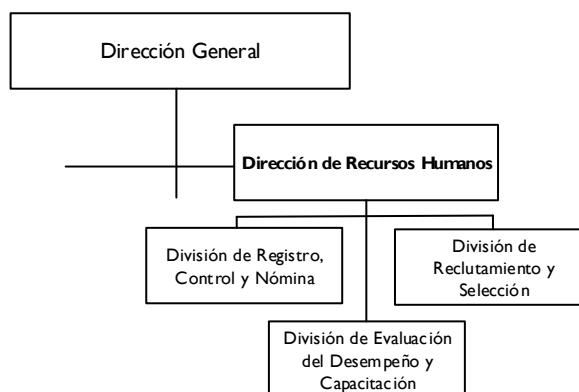 Dirección General
Dirección de Recursos Humanos
División de Registro,
Control y Nómina
División de
Reclutamiento y
Selección
División de Evaluación
del Desempeño y
Capacitación